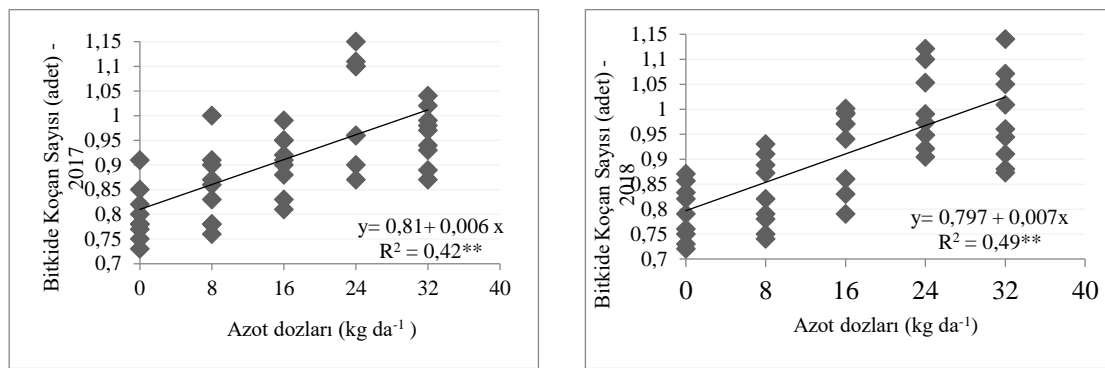 Bitkide Koçan Sayısı (adet) -
2017
1,15
1,1
1,05
1
0,95
0,9
0,85
0,8
0,75
0,7
y= 0,81+ 0,006 x
R² = 0,42**
0 8 16 24 32 40
Azot dozları (kg da⁻¹ )
Bitkide Koçan Sayısı (adet) -
2018
1,15
1,1
1,05
1
0,95
0,9
0,85
0,8
0,75
0,7
y= 0,797 + 0,007x
R² = 0,49**
0 8 16 24 32 40
Azot dozları (kg da⁻¹)